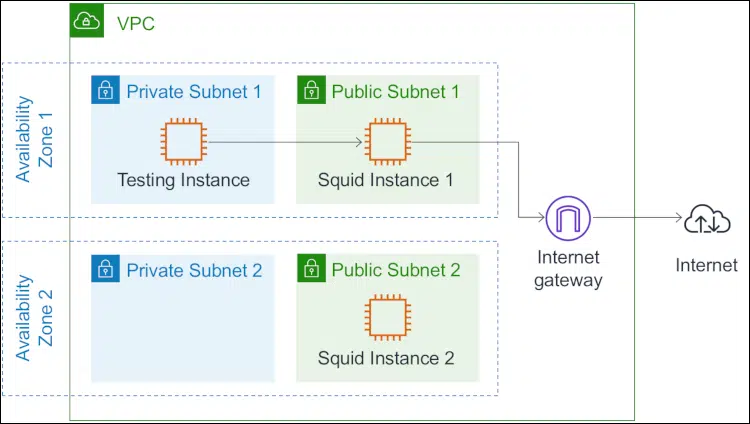 VPC
Availability
Zone 1
Private Subnet 1
Public Subnet 1
Testing Instance
Squid Instance 1
Internet
gateway
Internet
Availability
Zone 2
Private Subnet 2
Public Subnet 2
Squid Instance 2